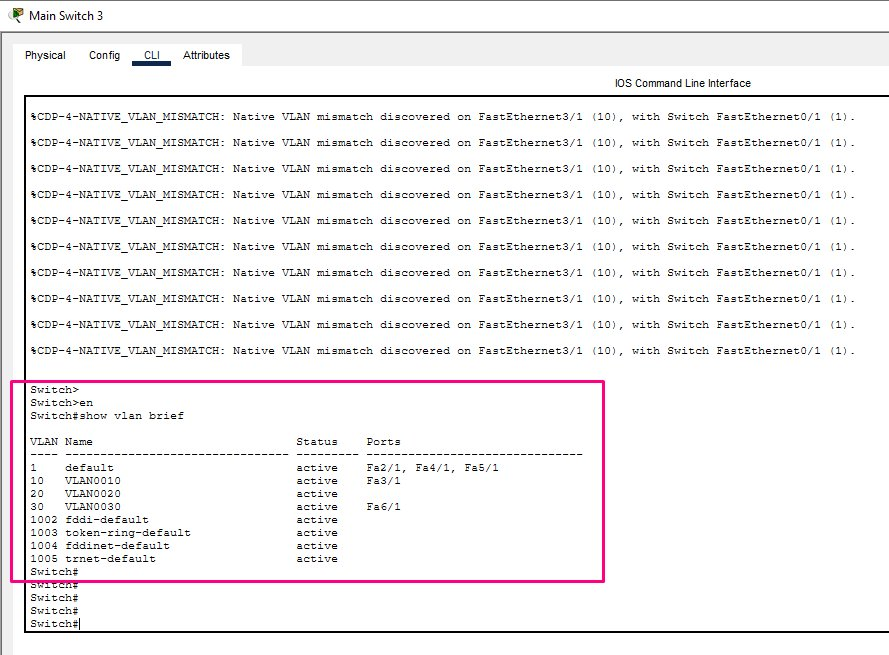 Main Switch 3
Physical Config CLI Attributes
IOS Command Line Interface
%CDP-4-NATIVE_VLAN_MISMATCH: Native VLAN mismatch discovered on FastEthernet3/1 (10), with Switch FastEthernet0/1 (1).
%CDP-4-NATIVE_VLAN_MISMATCH: Native VLAN mismatch discovered on FastEthernet3/1 (10), with Switch FastEthernet0/1 (1).
%CDP-4-NATIVE_VLAN_MISMATCH: Native VLAN mismatch discovered on FastEthernet3/1 (10), with Switch FastEthernet0/1 (1).
%CDP-4-NATIVE_VLAN_MISMATCH: Native VLAN mismatch discovered on FastEthernet3/1 (10), with Switch FastEthernet0/1 (1).
%CDP-4-NATIVE_VLAN_MISMATCH: Native VLAN mismatch discovered on FastEthernet3/1 (10), with Switch FastEthernet0/1 (1).
%CDP-4-NATIVE_VLAN_MISMATCH: Native VLAN mismatch discovered on FastEthernet3/1 (10), with Switch FastEthernet0/1 (1).
%CDP-4-NATIVE_VLAN_MISMATCH: Native VLAN mismatch discovered on FastEthernet3/1 (10), with Switch FastEthernet0/1 (1).
%CDP-4-NATIVE_VLAN_MISMATCH: Native VLAN mismatch discovered on FastEthernet3/1 (10), with Switch FastEthernet0/1 (1).
%CDP-4-NATIVE_VLAN_MISMATCH: Native VLAN mismatch discovered on FastEthernet3/1 (10), with Switch FastEthernet0/1 (1).
%CDP-4-NATIVE_VLAN_MISMATCH: Native VLAN mismatch discovered on FastEthernet3/1 (10), with Switch FastEthernet0/1 (1).
Switch>
Switch>en
Switch#show vlan brief
VLAN Name                             Status    Ports
---- -------------------------------- --------- -------------------------------
1    default                          active    Fa2/1, Fa4/1, Fa5/1
10   VLAN0010                         active    Fa3/1
20   VLAN0020                         active
30   VLAN0030                         active    Fa6/1
1002 fddi-default                     active
1003 token-ring-default               active
1004 fddinet-default                  active
1005 trnet-default                    active
Switch#
Switch#
Switch#
Switch#
Switch#